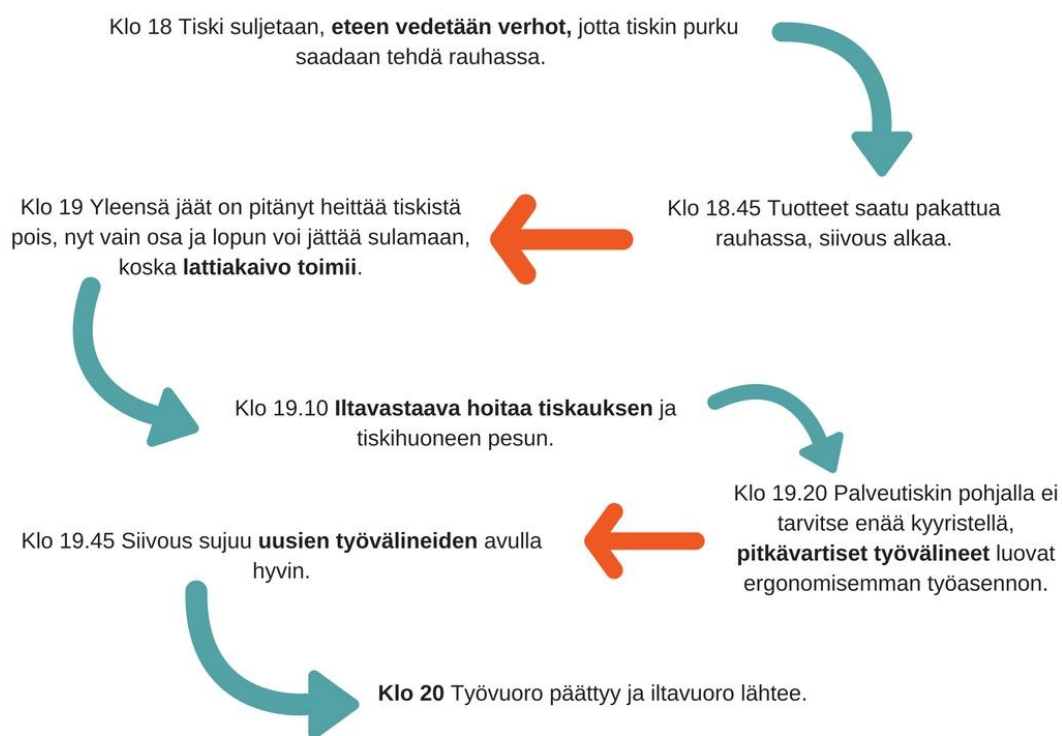 Klo 18 Tiski suljetaan, eteen vedetään verhot, jotta tiskin purku
saadaan tehdä rauhassa.
Klo 18.45 Tuotteet saatu pakattua
rauhassa, siivous alkaa.
Klo 19 Yleensä jäät on pitänyt heittää tiskistä
pois, nyt vain osa ja lopun voi jättää sulamaan,
koska lattiakaivo toimii.
Klo 19.10 Iltavastaava hoitaa tiskauksen ja
tiskihuoneen pesun.
Klo 19.20 Palveutiskin pohjalla ei
tarvitse enää kyyristellä,
pitkävartiset työvälineet luovat
ergonomisemman työasennon.
Klo 19.45 Siivous sujuu uusien työvälineiden avulla
hyvin.
Klo 20 Työvuoro päättyy ja iltavuoro lähtee.